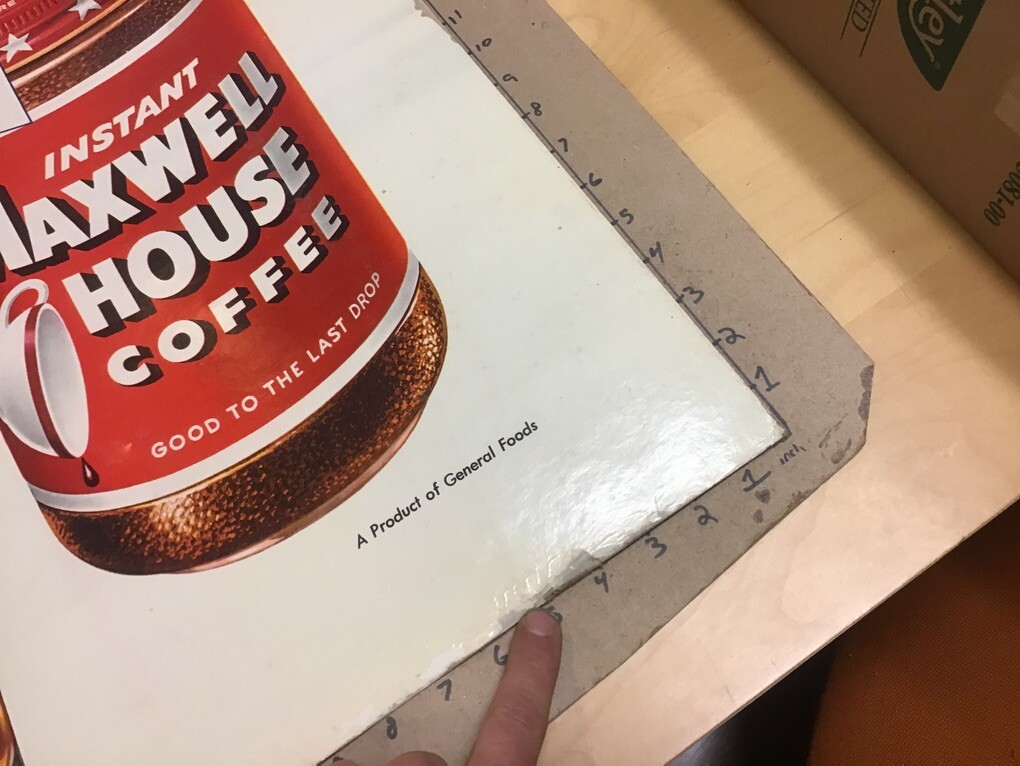 INSTANT
MAXWELL
HOUSE
COFFEE
GOOD TO THE LAST DROP
A Product of General Foods
11
10
9
8
7
6
5
4
3
2
1
1 inch
2
3
4
5
6
7
8